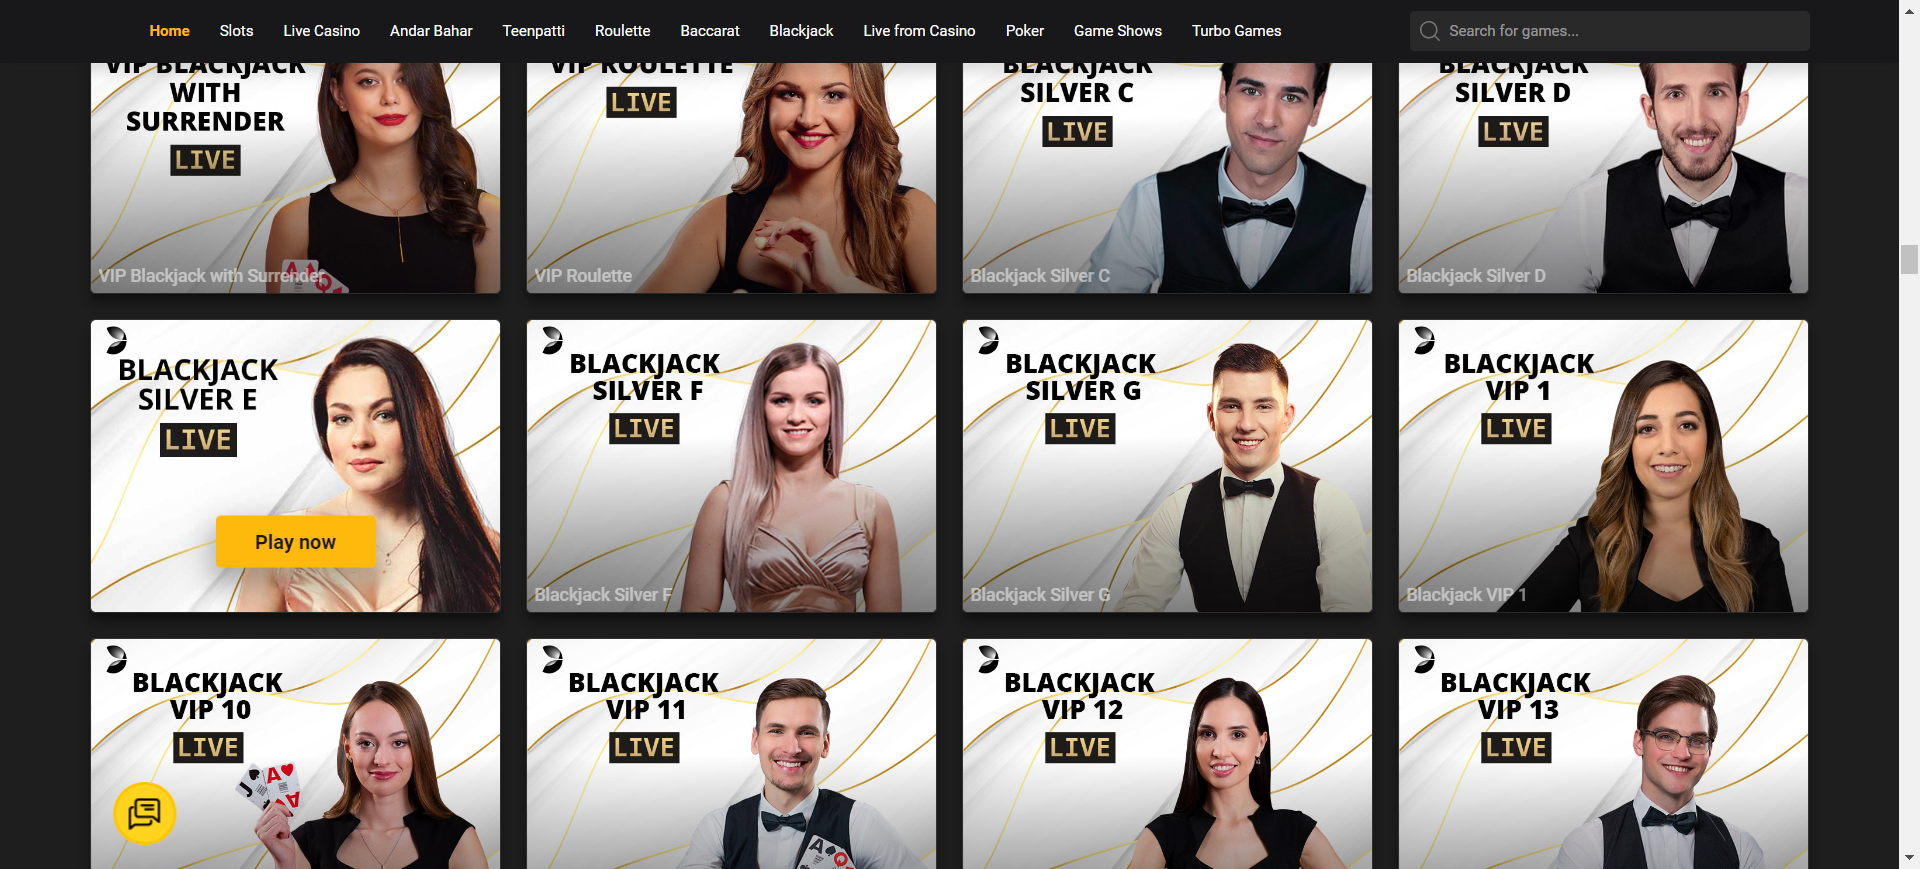 Home Slots Live Casino Andar Bahar Teenpatti Roulette Baccarat Blackjack Live from Casino Poker Game Shows Turbo Games Search for games...
VIP BLACKJACK
WITH
SURRENDER
LIVE
VIP Blackjack with Surrender
VIP ROULETTE
LIVE
VIP Roulette
BLACKJACK
SILVER C
LIVE
Blackjack Silver C
BLACKJACK
SILVER D
LIVE
Blackjack Silver D
BLACKJACK
SILVER E
LIVE
Play now
BLACKJACK
SILVER F
LIVE
Blackjack Silver F
BLACKJACK
SILVER G
LIVE
Blackjack Silver G
BLACKJACK
VIP 1
LIVE
Blackjack VIP 1
BLACKJACK
VIP 10
LIVE
J A
A
BLACKJACK
VIP 11
LIVE
A Q
BLACKJACK
VIP 12
LIVE
BLACKJACK
VIP 13
LIVE